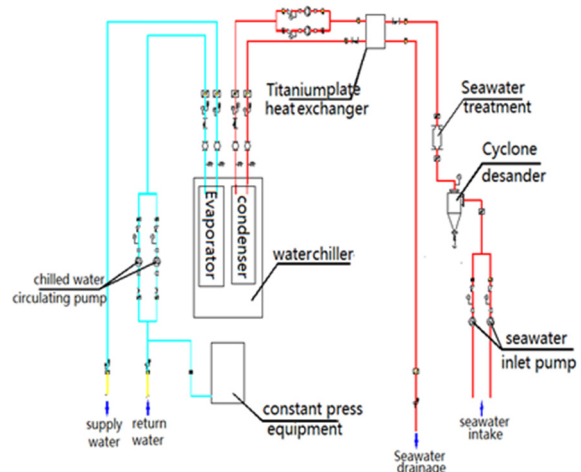 Titaniumplate
heat exchanger
Seawater
treatment
Cyclone
desander
Evaporator
condenser
waterchiller
chilled water
circulating pump
seawater
inlet pump
constant press
equipment
supply
water
return
water
seawater
intake
Seawater
drainage